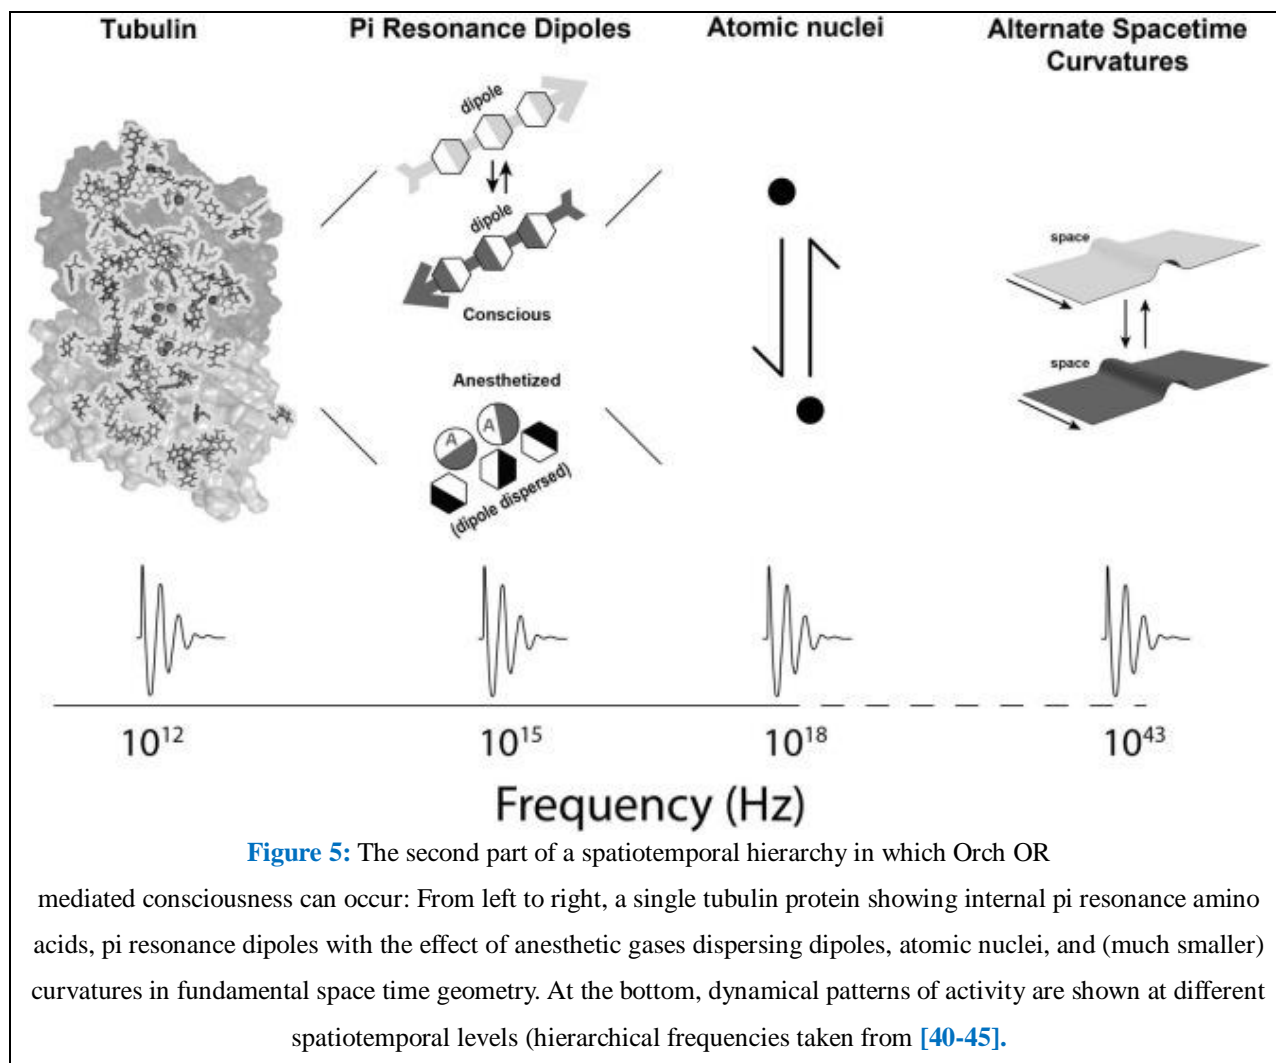 Tubulin
Pi Resonance Dipoles
Atomic nuclei
Alternate Spacetime
Curvatures
dipole
dipole
Conscious
Anesthetized
A
A
(dipole dispersed)
space
space
10¹²
10¹⁵
10¹⁸
10⁴³
Frequency (Hz)
Figure 5: The second part of a spatiotemporal hierarchy in which Orch OR
mediated consciousness can occur: From left to right, a single tubulin protein showing internal pi resonance amino
acids, pi resonance dipoles with the effect of anesthetic gases dispersing dipoles, atomic nuclei, and (much smaller)
curvatures in fundamental space time geometry. At the bottom, dynamical patterns of activity are shown at different
spatiotemporal levels (hierarchical frequencies taken from [40-45].